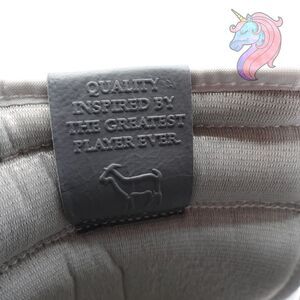 QUALITY
INSPIRED BY
THE GREATEST
PLAYER EVER.